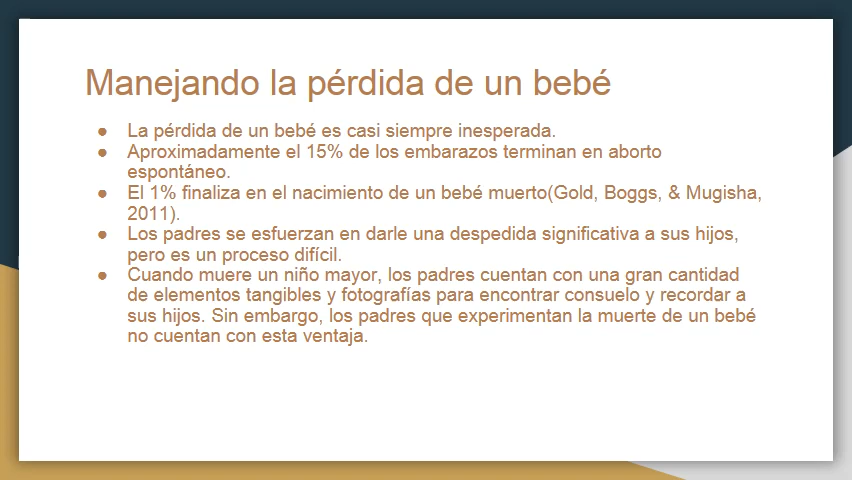 Manejando la pérdida de un bebé
● La pérdida de un bebé es casi siempre inesperada.
● Aproximadamente el 15% de los embarazos terminan en aborto
espontáneo.
● El 1% finaliza en el nacimiento de un bebé muerto(Gold, Boggs, & Mugisha,
2011).
● Los padres se esfuerzan en darle una despedida significativa a sus hijos,
pero es un proceso difícil.
● Cuando muere un niño mayor, los padres cuentan con una gran cantidad
de elementos tangibles y fotografías para encontrar consuelo y recordar a
sus hijos. Sin embargo, los padres que experimentan la muerte de un bebé
no cuentan con esta ventaja.